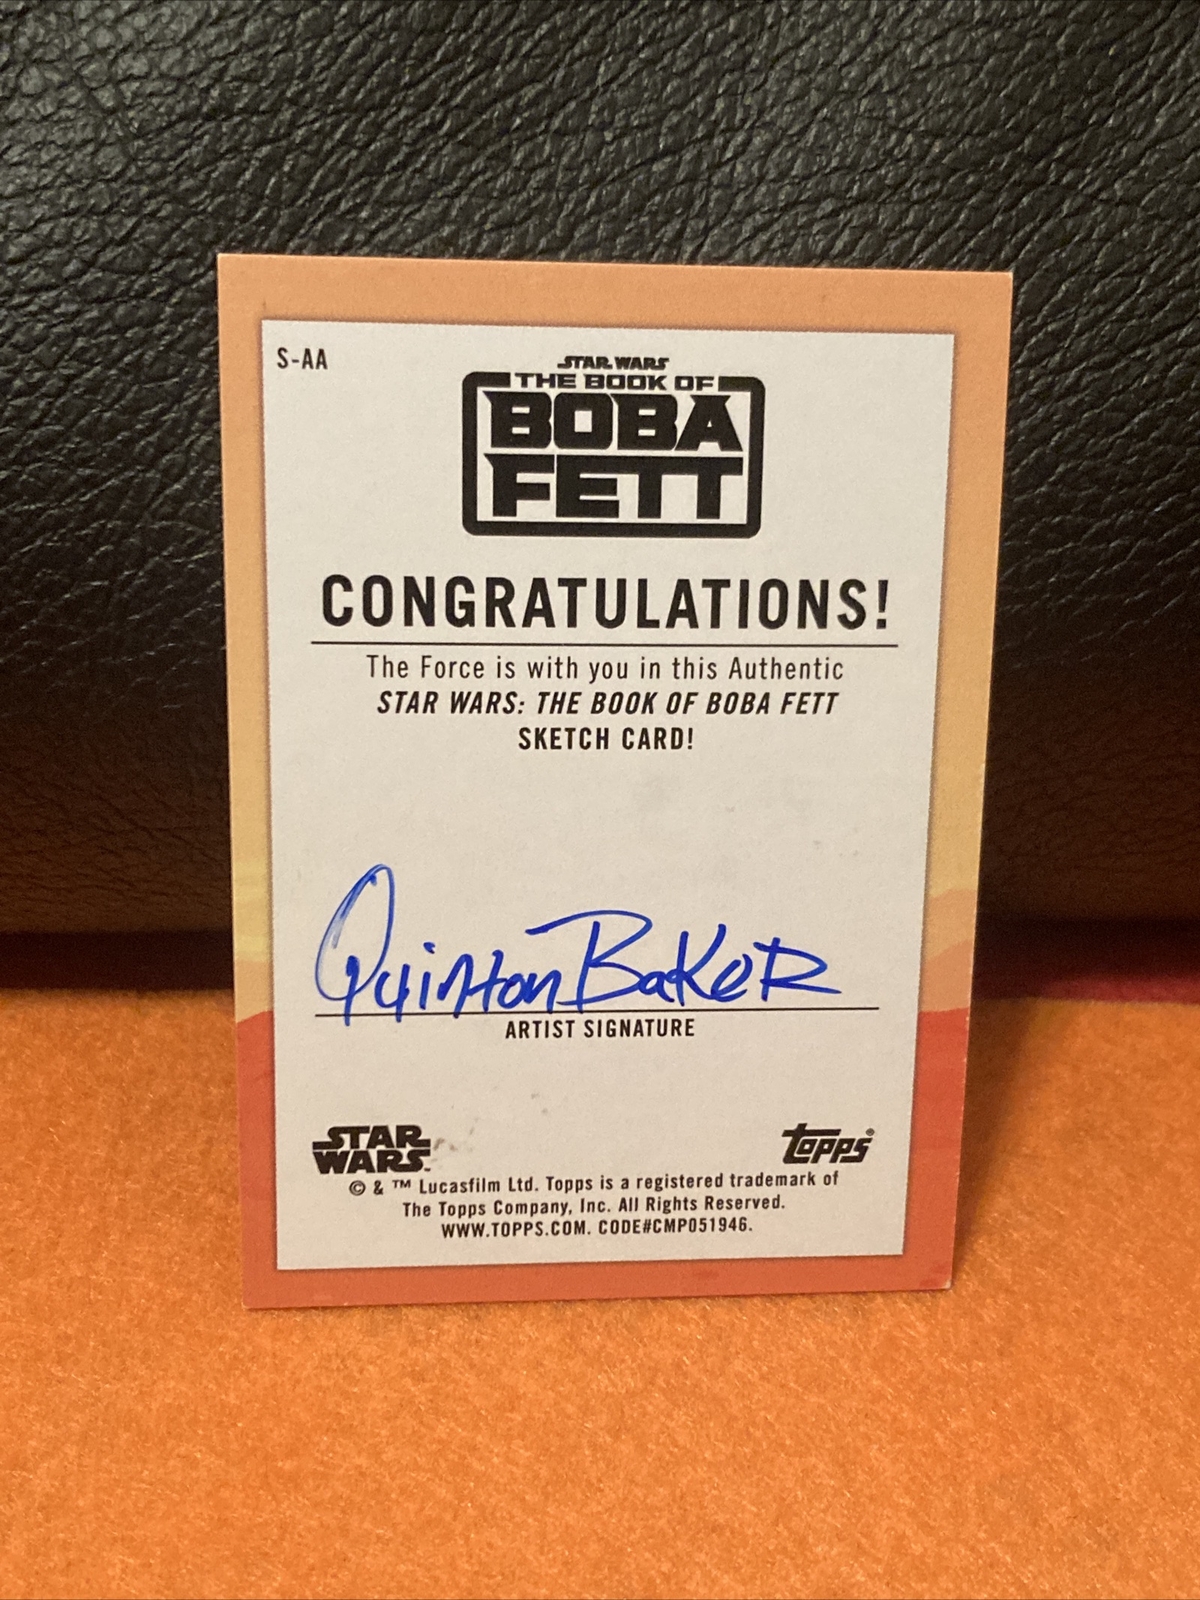 S-AA
STAR WARS
THE BOOK OF
BOBA
FETT
CONGRATULATIONS!
The Force is with you in this Authentic
STAR WARS: THE BOOK OF BOBA FETT
SKETCH CARD!
Quinton BakeR
ARTIST SIGNATURE
STAR
WARS™
Topps®
© & ™ Lucasfilm Ltd. Topps is a registered trademark of
The Topps Company, Inc. All Rights Reserved.
WWW.TOPPS.COM. CODE#CMP051946.